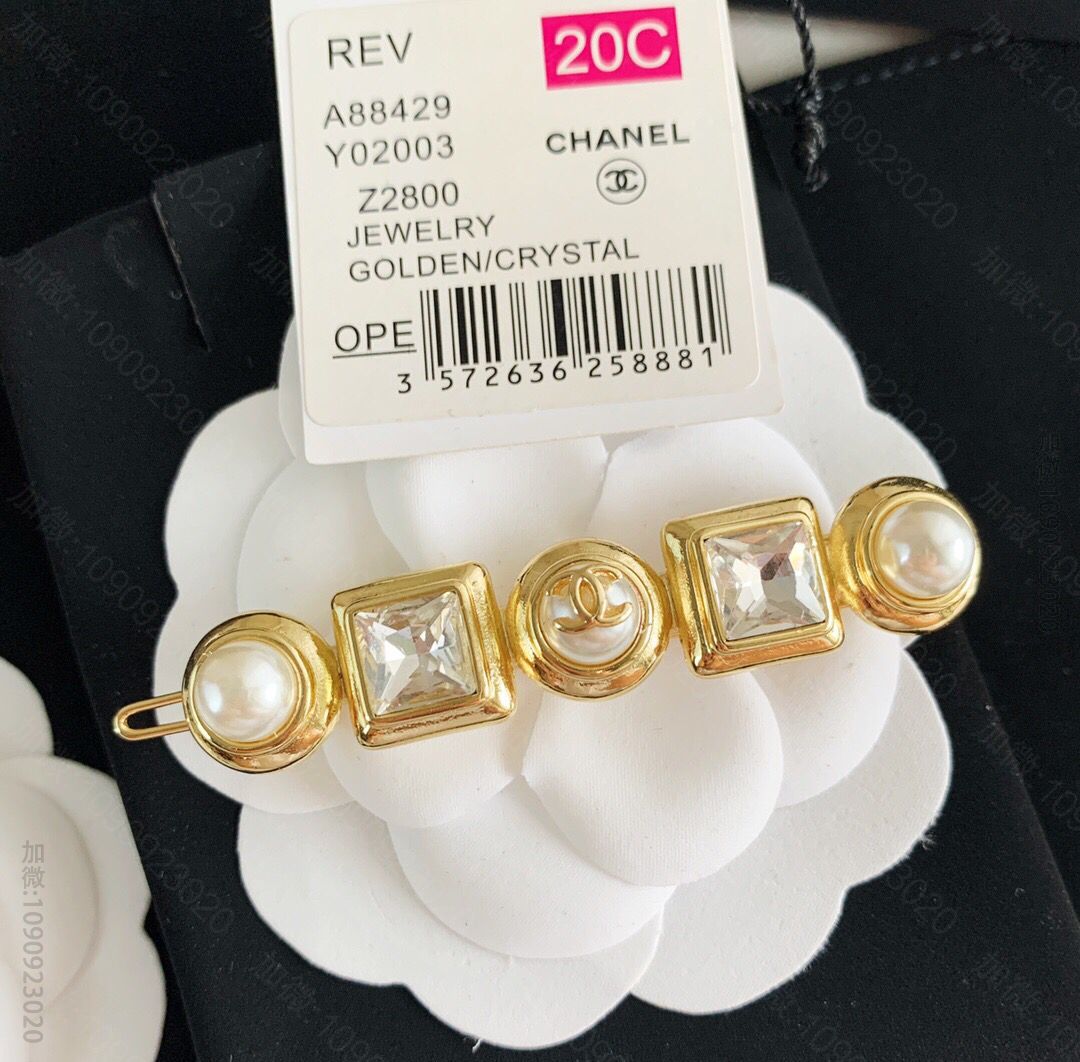 REV
20C
A88429
Y02003
CHANEL
Z2800
JEWELRY
GOLDEN/CRYSTAL
OPE
3 572636 258881
加微:1090923020